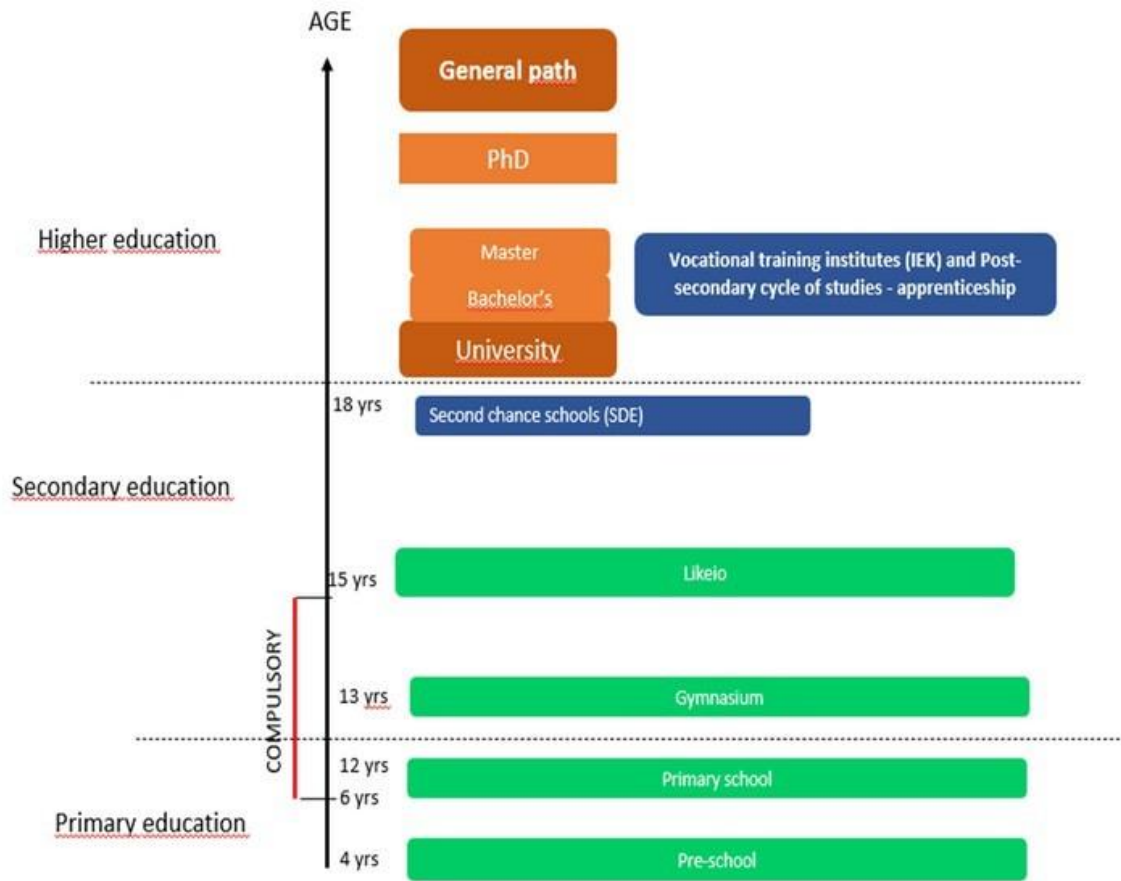 AGE
General path
PhD
Higher education
Master
Bachelor's
University
Vocational training institutes (IEK) and Post-
secondary cycle of studies - apprenticeship
18 yrs
Second chance schools (SDE)
Secondary education
15 yrs
Likeio
COMPULSORY
13 yrs
Gymnasium
12 yrs
Primary school
6 yrs
Primary education
4 yrs
Pre-school